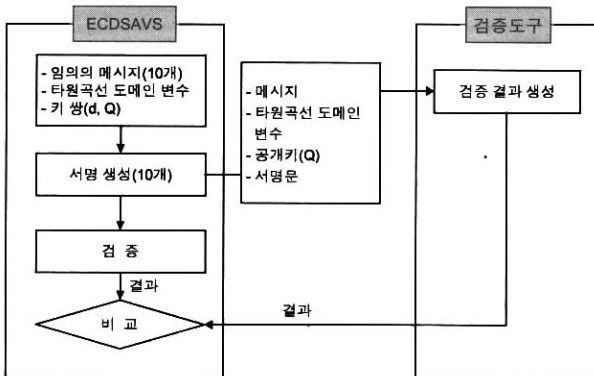 ECDSAVS
검증도구
- 임의의 메시지(10개)
- 타원곡선 도메인 변수
- 키 쌍(d, Q)
- 메시지
- 타원곡선 도메인
변수
- 공개키(Q)
- 서명문
검증 결과 생성
서명 생성(10개)
검 증
결과
비 교
결과